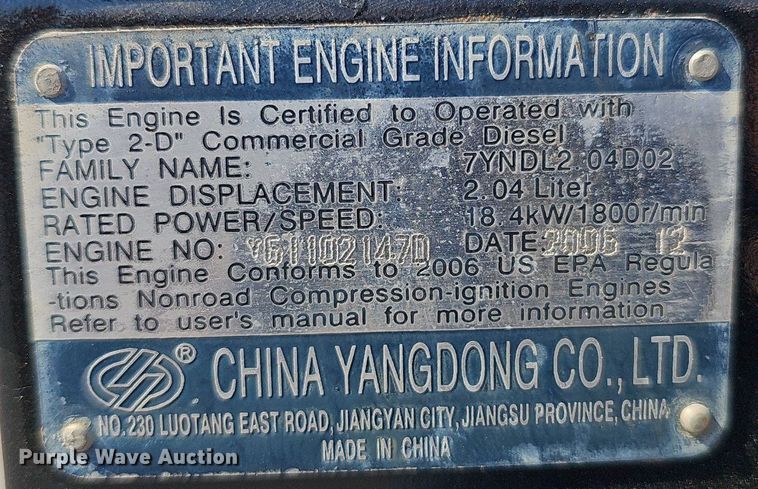 IMPORTANT ENGINE INFORMATION
This Engine Is Certified to Operated with
"Type 2-D" Commercial Grade Diesel
FAMILY NAME: 7YNDL2 04D02
ENGINE DISPLACEMENT: 2.04 Liter
RATED POWER/SPEED: 18.4kW/1800r/min
ENGINE NO: Y61102147D DATE: 2006 12
This Engine Conforms to 2006 US EPA Regula
-tions Nonroad Compression-ignition Engines
Refer to user's manual for more information
® CHINA YANGDONG CO., LTD.
NO. 230 LUOTANG EAST ROAD, JIANGYAN CITY, JIANGSU PROVINCE, CHINA
MADE IN CHINA
Purple Wave Auction